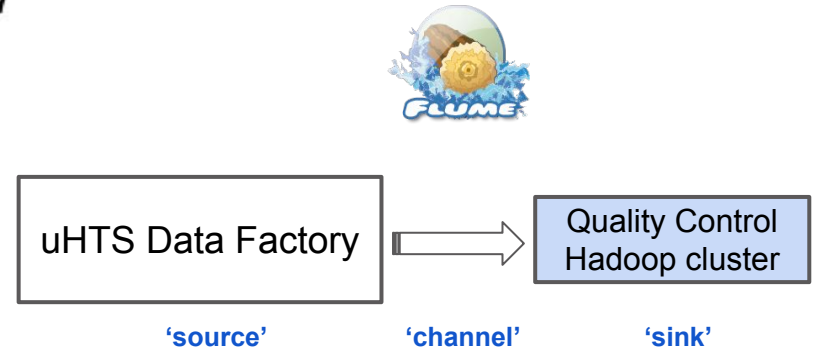 FLUME
uHTS Data Factory
Quality Control
Hadoop cluster
‘source’
‘channel’
‘sink’